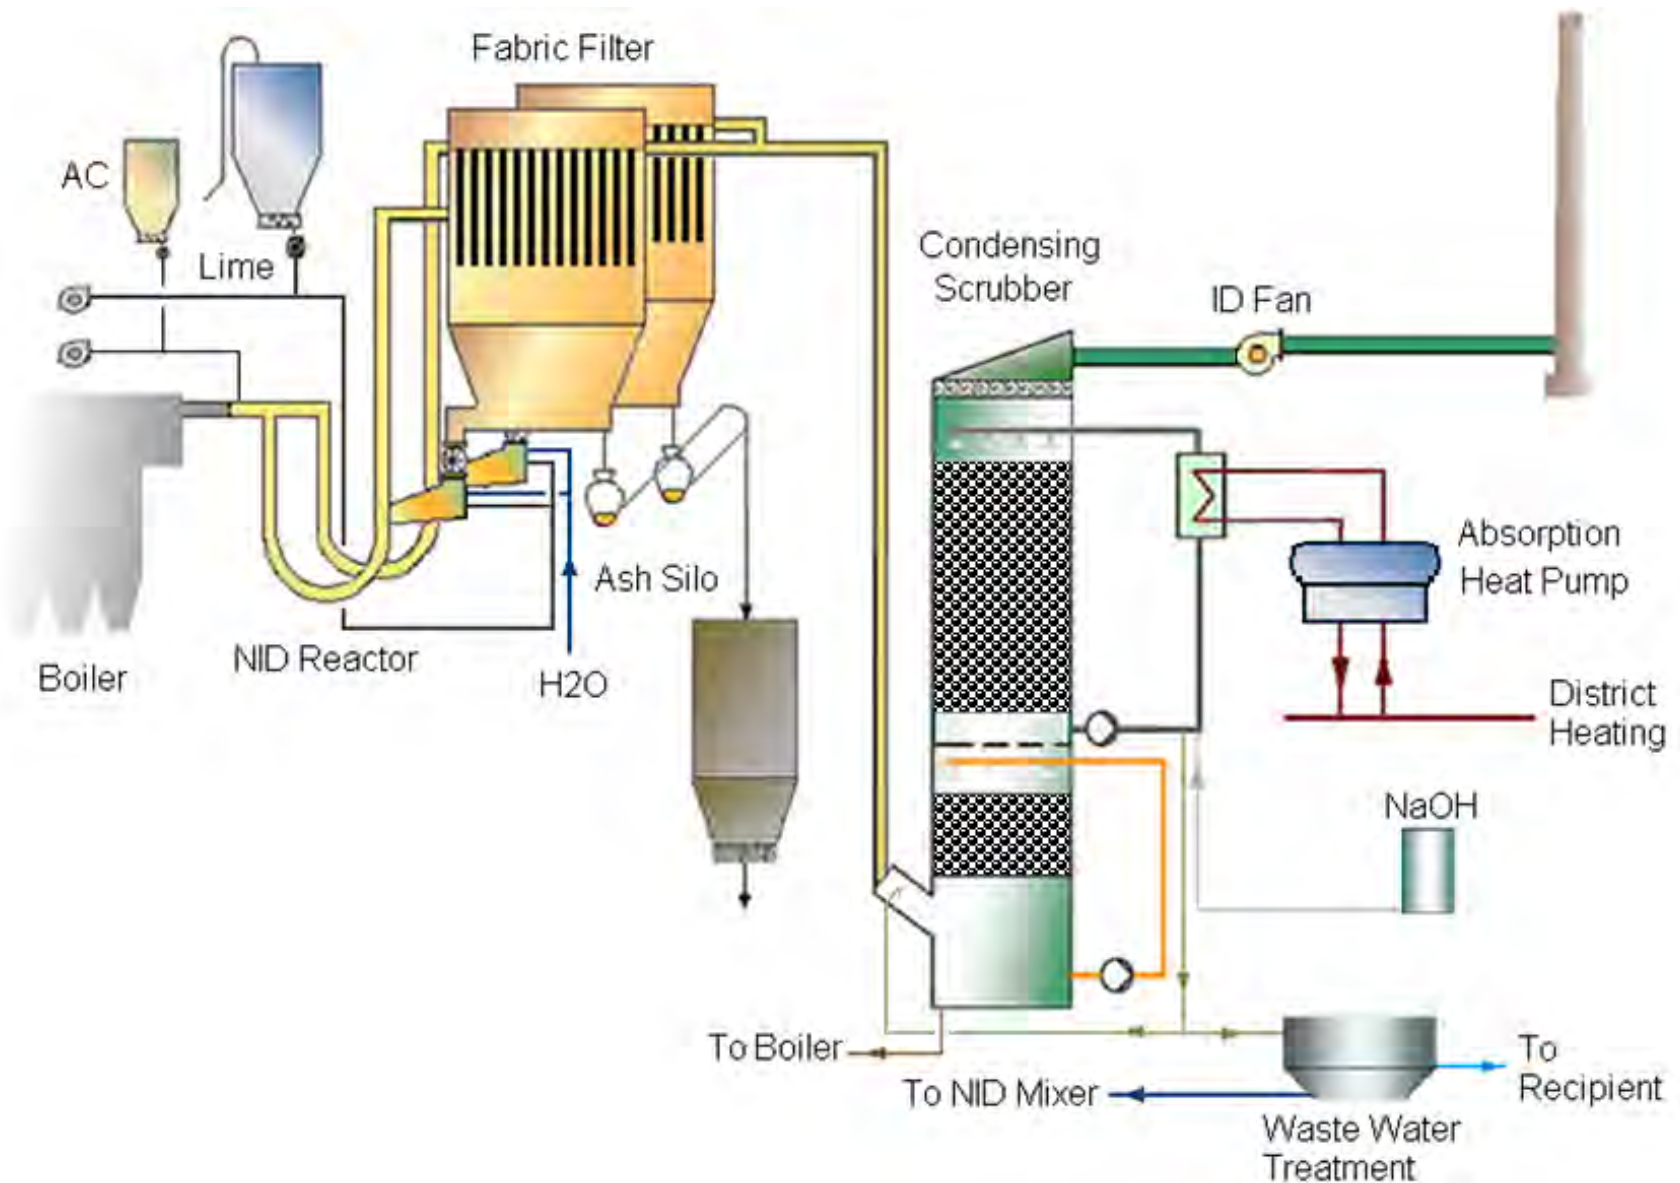 Fabric Filter
AC
Lime
Condensing
Scrubber
ID Fan
Absorption
Heat Pump
Ash Silo
NID Reactor
Boiler
H2O
District
Heating
NaOH
To Boiler
To NID Mixer
To
Recipient
Waste Water
Treatment